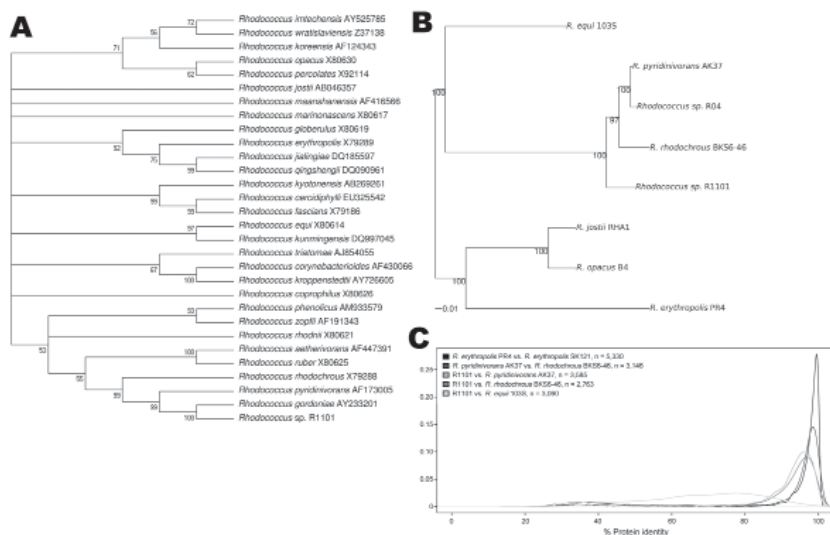 A
Rhodococcus imtechensis AY525785
Rhodococcus wratislaviensis Z37138
Rhodococcus koreensis AF124343
Rhodococcus opacus X80630
Rhodococcus percolates X92114
Rhodococcus jostii AB046357
Rhodococcus maanshanensis AF416566
Rhodococcus marinonascens X80617
Rhodococcus globerulus X80619
Rhodococcus erythropolis X79289
Rhodococcus jialingiae DQ185597
Rhodococcus qingshengii DQ090961
Rhodococcus kyotonensis AB269261
Rhodococcus cercidiphylli EU325542
Rhodococcus fascians X79186
Rhodococcus equi X80614
Rhodococcus kunmingensis DQ997045
Rhodococcus triatomae AJ854055
Rhodococcus corynebacterioides AF430066
Rhodococcus kroppenstedtii AY726605
Rhodococcus coprophilus X80626
Rhodococcus phenolicus AM933579
Rhodococcus zopfii AF191343
Rhodococcus rhodnii X80621
Rhodococcus aetherivorans AF447391
Rhodococcus ruber X80625
Rhodococcus rhodochrous X79288
Rhodococcus pyridinivorans AF173005
Rhodococcus gordoniae AY233201
Rhodococcus sp. R1101
72
56
71
62
52
75
99
99
99
97
67
100
53
53
100
55
99
99
100
B
R. equi 103S
R. pyridinivorans AK37
Rhodococcus sp. R04
R. rhodochrous BKS6-46
Rhodococcus sp. R1101
R. jostii RHA1
R. opacus B4
R. erythropolis PR4
100
100
97
100
100
100
0.01
C
R. erythropolis PR4 vs. R. erythropolis SK121, n = 5,330
R. pyridinivorans AK37 vs. R. rhodochrous BKS6-46, n = 3,146
R1101 vs. R. pyridinivorans AK37, n = 3,585
R1101 vs. R. rhodochrous BKS6-46, n = 2,763
R1101 vs. R. equi 103S, n = 3,090
0.25
0.20
0.15
0.10
0.05
0
0
20
40
60
80
100
% Protein identity